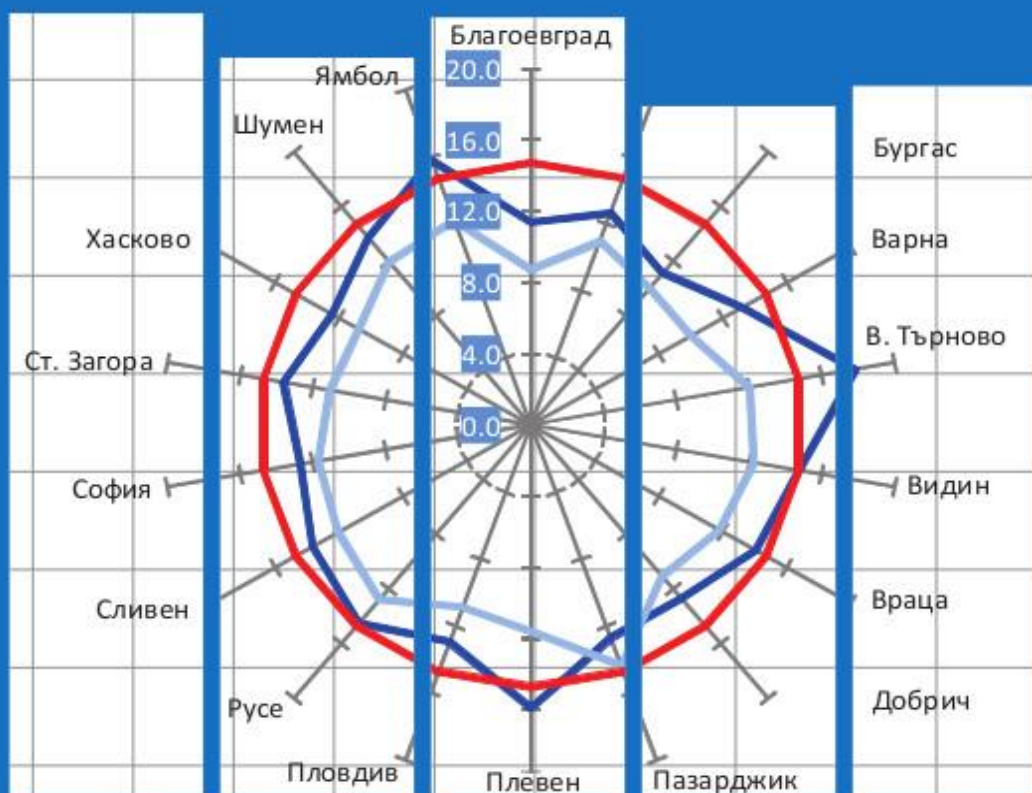 Благоевград
20.0
16.0
12.0
8.0
4.0
0.0
Бургас
Варна
В. Търново
Видин
Враца
Добрич
Пазарджик
Плевен
Пловдив
Русе
Сливен
София
Ст. Загора
Хасково
Шумен
Ямбол